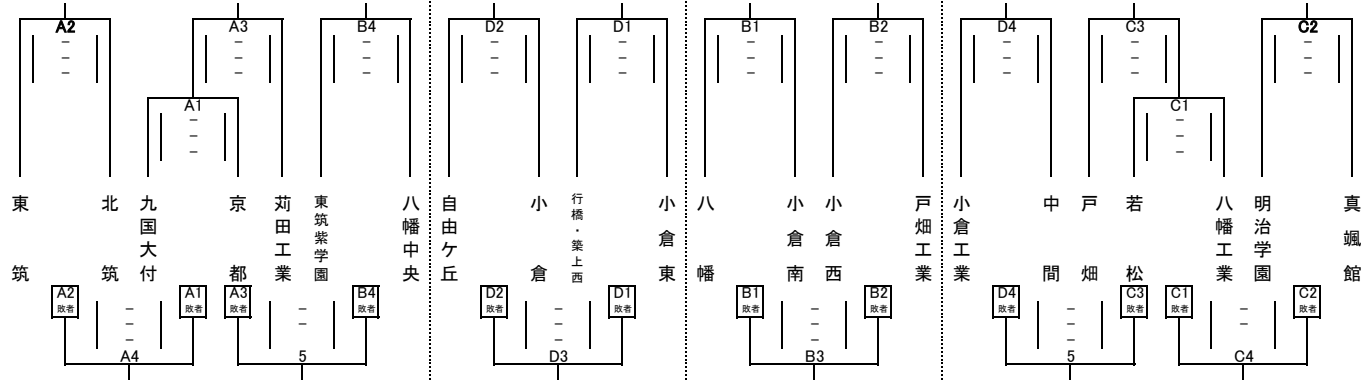 A2 A3 B4 D2 D1 B1 B2 D4 C3 C2
A1 C1
東筑
北筑
九国大付
京都
苅田工業
東筑紫学園
八幡中央
自由ケ丘
小倉
行橋・築上西
小倉東
八幡
小倉南
小倉西
戸畑工業
小倉工業
中間
戸畑
若松
八幡工業
明治学園
真颯館
A2 A1 A3 B4 D2 D1 B1 B2 D4 C3 C1 C2
敗者 敗者 敗者 敗者 敗者 敗者 敗者 敗者 敗者 敗者 敗者 敗者
A4 5 D3 B3 5 C4